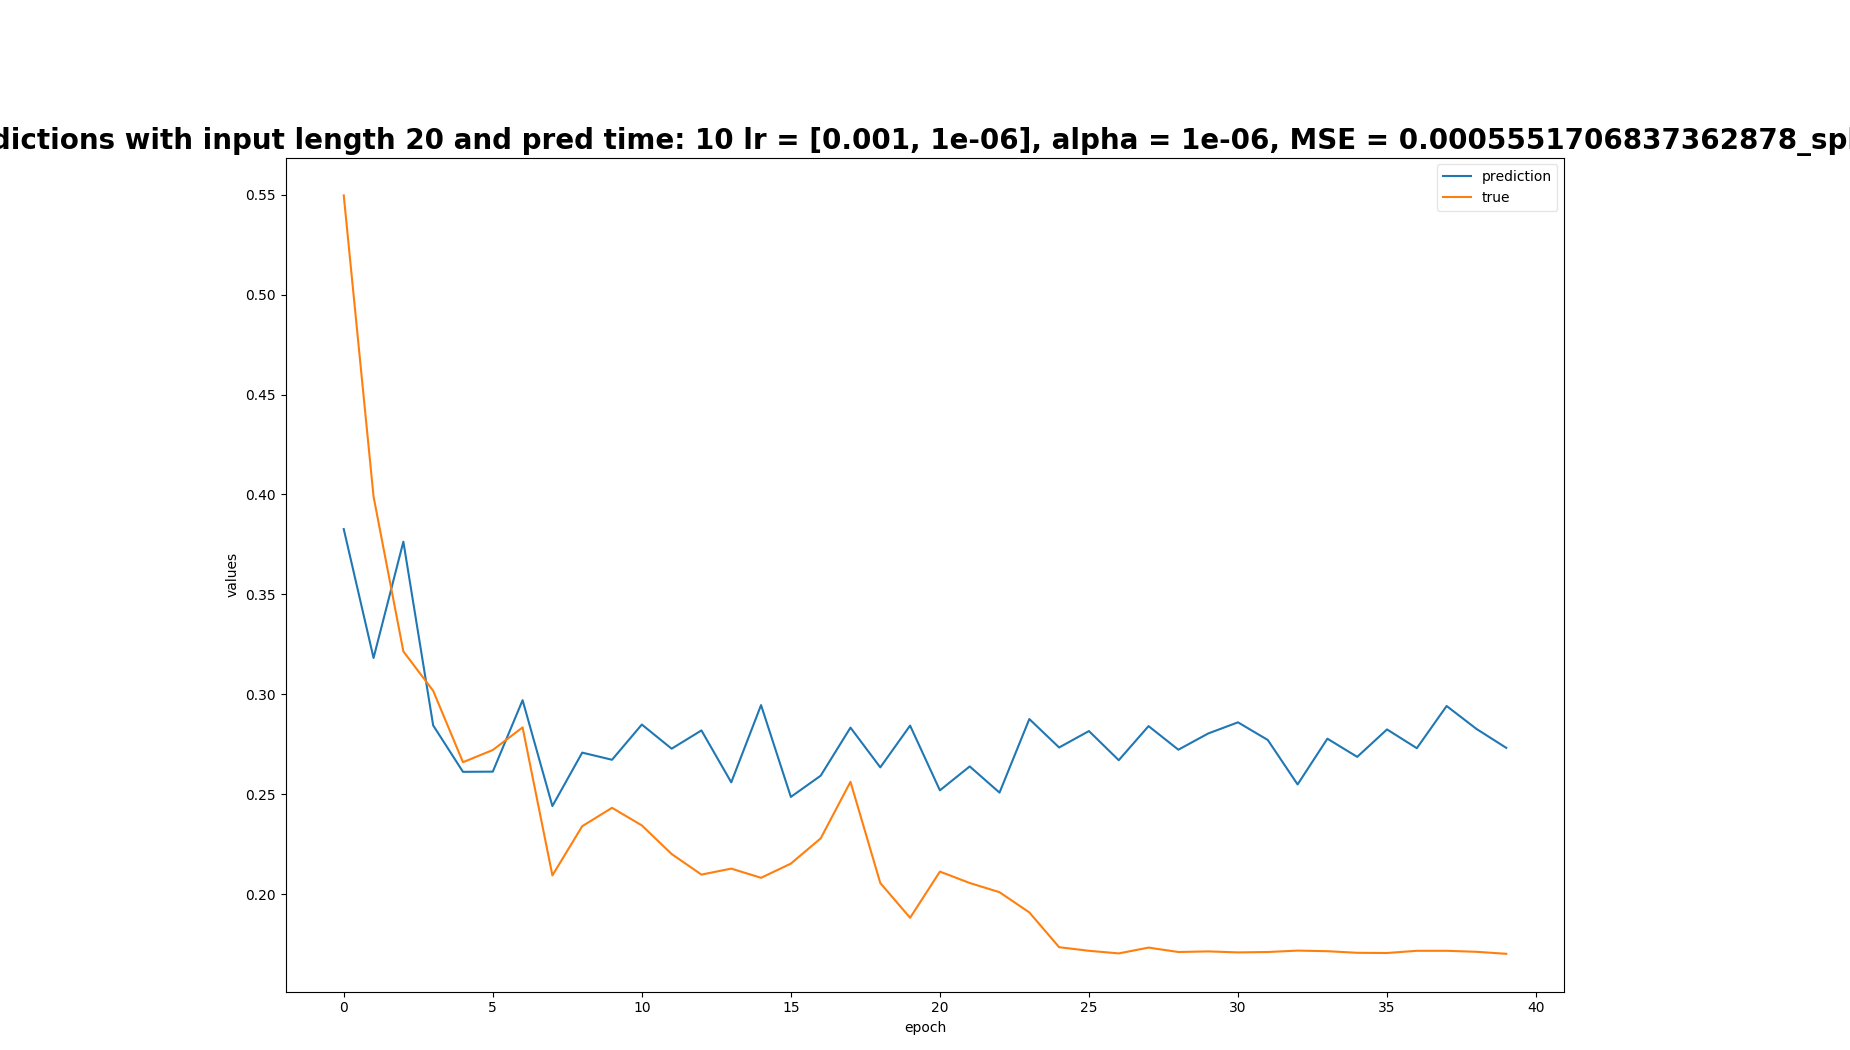 dictions with input length 20 and pred time: 10 lr = [0.001, 1e-06], alpha = 1e-06, MSE = 0.0005551706837362878_spl
prediction
true
0.55
0.50
0.45
0.40
0.35
0.30
0.25
0.20
values
0 5 10 15 20 25 30 35 40
epoch